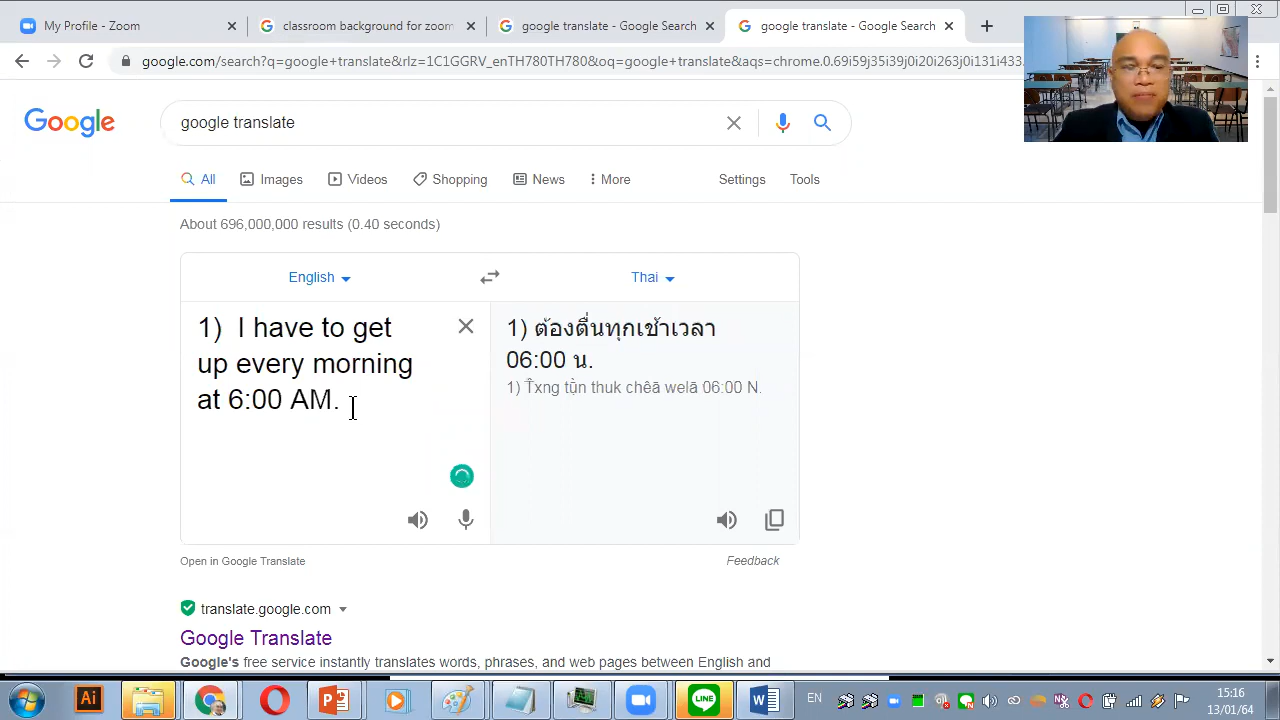 My Profile - Zoom
classroom background for zoom
google translate - Google Search
google translate - Google Search
google.com/search?q=google+translate&rlz=1C1GGRV_enTH780TH780&oq=google+translate&aqs=chrome.0.69i59j35i39j0i20i263j0i131i433
Google
google translate
All
Images
Videos
Shopping
News
More
Settings
Tools
About 696,000,000 results (0.40 seconds)
English
Thai
1) I have to get
up every morning
at 6:00 AM.
1) ต้องตื่นทุกเช้าเวลา
06:00 น.
1) T̂xng tụ̄̀n thuk chêā welā 06:00 N.
Open in Google Translate
Feedback
translate.google.com
Google Translate
Google's free service instantly translates words, phrases, and web pages between English and
Ai
LINE
EN
15:16
13/01/64